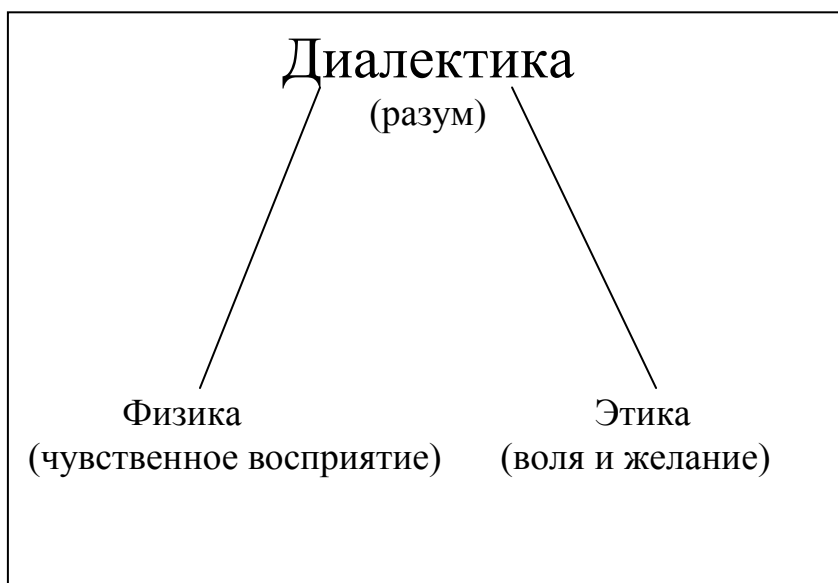 Диалектика
(разум)
Физика
Этика
(чувственное восприятие)
(воля и желание)